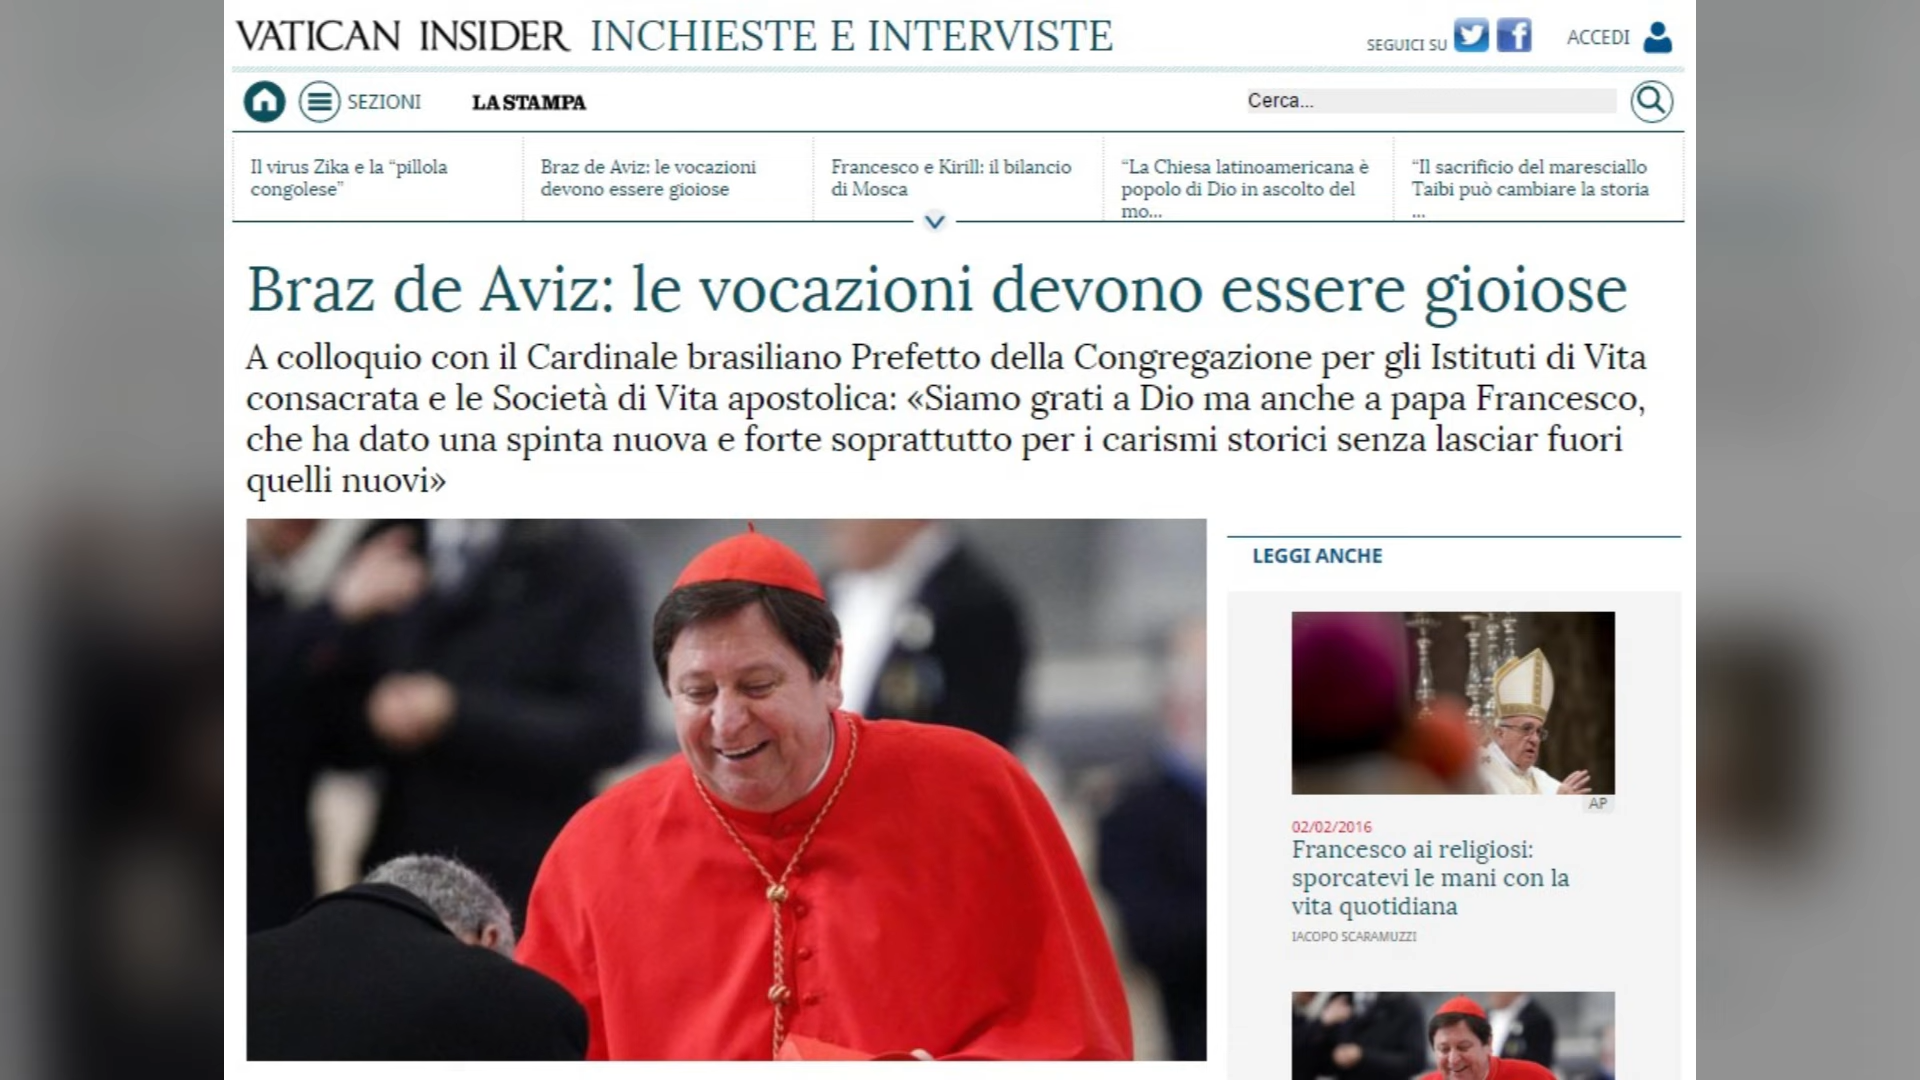 VATICAN INSIDER INCHIESTE E INTERVISTE
SEGUICI SU
ACCEDI
SEZIONI
LA STAMPA
Cerca...
Il virus Zika e la “pillola
congolese”
Braz de Aviz: le vocazioni
devono essere gioiose
Francesco e Kirill: il bilancio
di Mosca
“La Chiesa latinoamericana è
popolo di Dio in ascolto del
mo...
“Il sacrificio del maresciallo
Taibi può cambiare la storia
...
Braz de Aviz: le vocazioni devono essere gioiose
A colloquio con il Cardinale brasiliano Prefetto della Congregazione per gli Istituti di Vita
consacrata e le Società di Vita apostolica: «Siamo grati a Dio ma anche a papa Francesco,
che ha dato una spinta nuova e forte soprattutto per i carismi storici senza lasciar fuori
quelli nuovi»
LEGGI ANCHE
AP
02/02/2016
Francesco ai religiosi:
sporcatevi le mani con la
vita quotidiana
IACOPO SCARAMUZZI